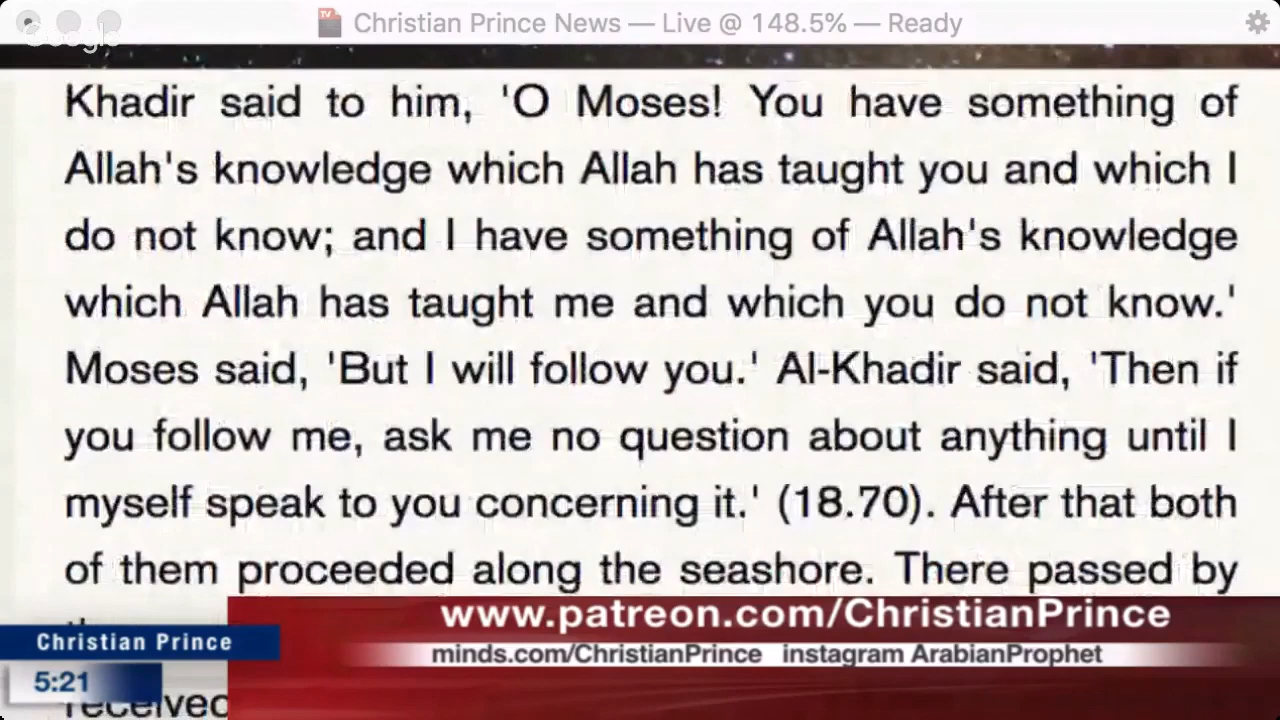 Christian Prince News — Live @ 148.5% — Ready
Google
Khadir said to him, 'O Moses! You have something of
Allah's knowledge which Allah has taught you and which I
do not know; and I have something of Allah's knowledge
which Allah has taught me and which you do not know.'
Moses said, 'But I will follow you.' Al-Khadir said, 'Then if
you follow me, ask me no question about anything until I
myself speak to you concerning it.' (18.70). After that both
of them proceeded along the seashore. There passed by
www.patreon.com/ChristianPrince
Christian Prince
minds.com/ChristianPrince instagram ArabianProphet
5:21
received